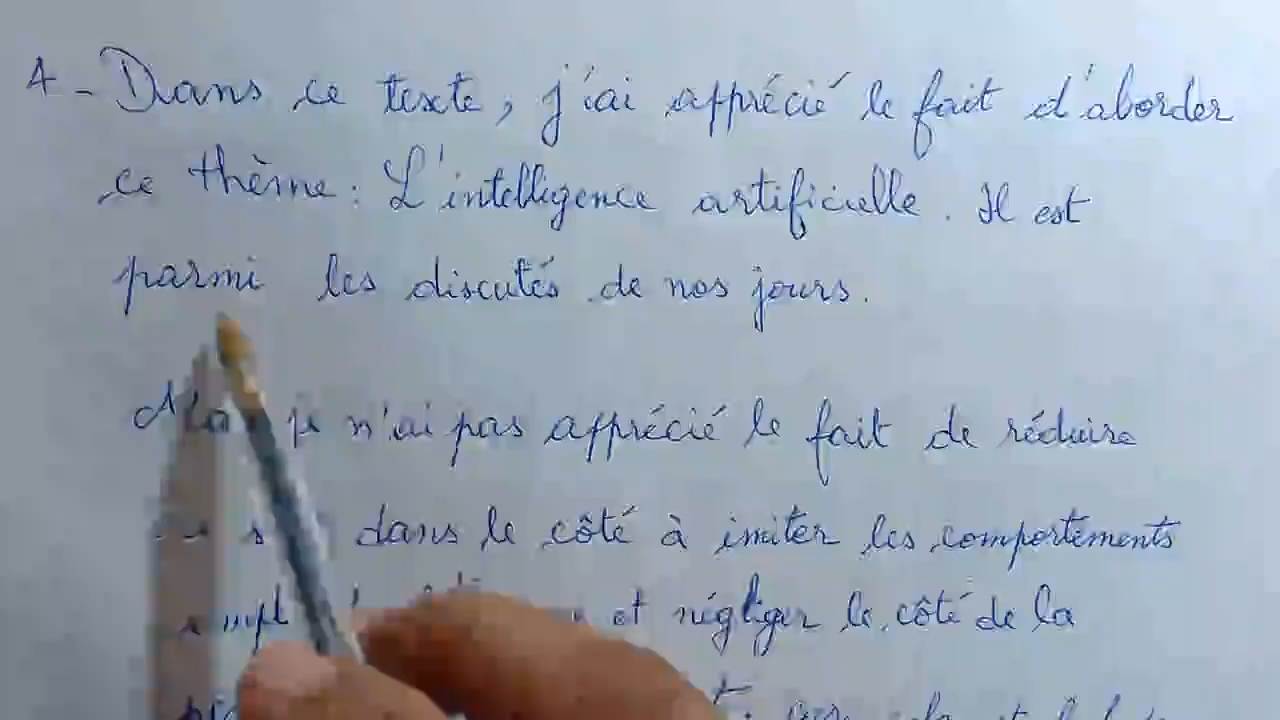 4 - Dans ce texte, j'ai apprécié le fait d'aborder
ce thème: L'intelligence artificielle. Il est
parmi les discutés de nos jours.
je n'ai pas apprécié le fait de réduire
dans le côté à imiter les comportements
et négliger le côté de la